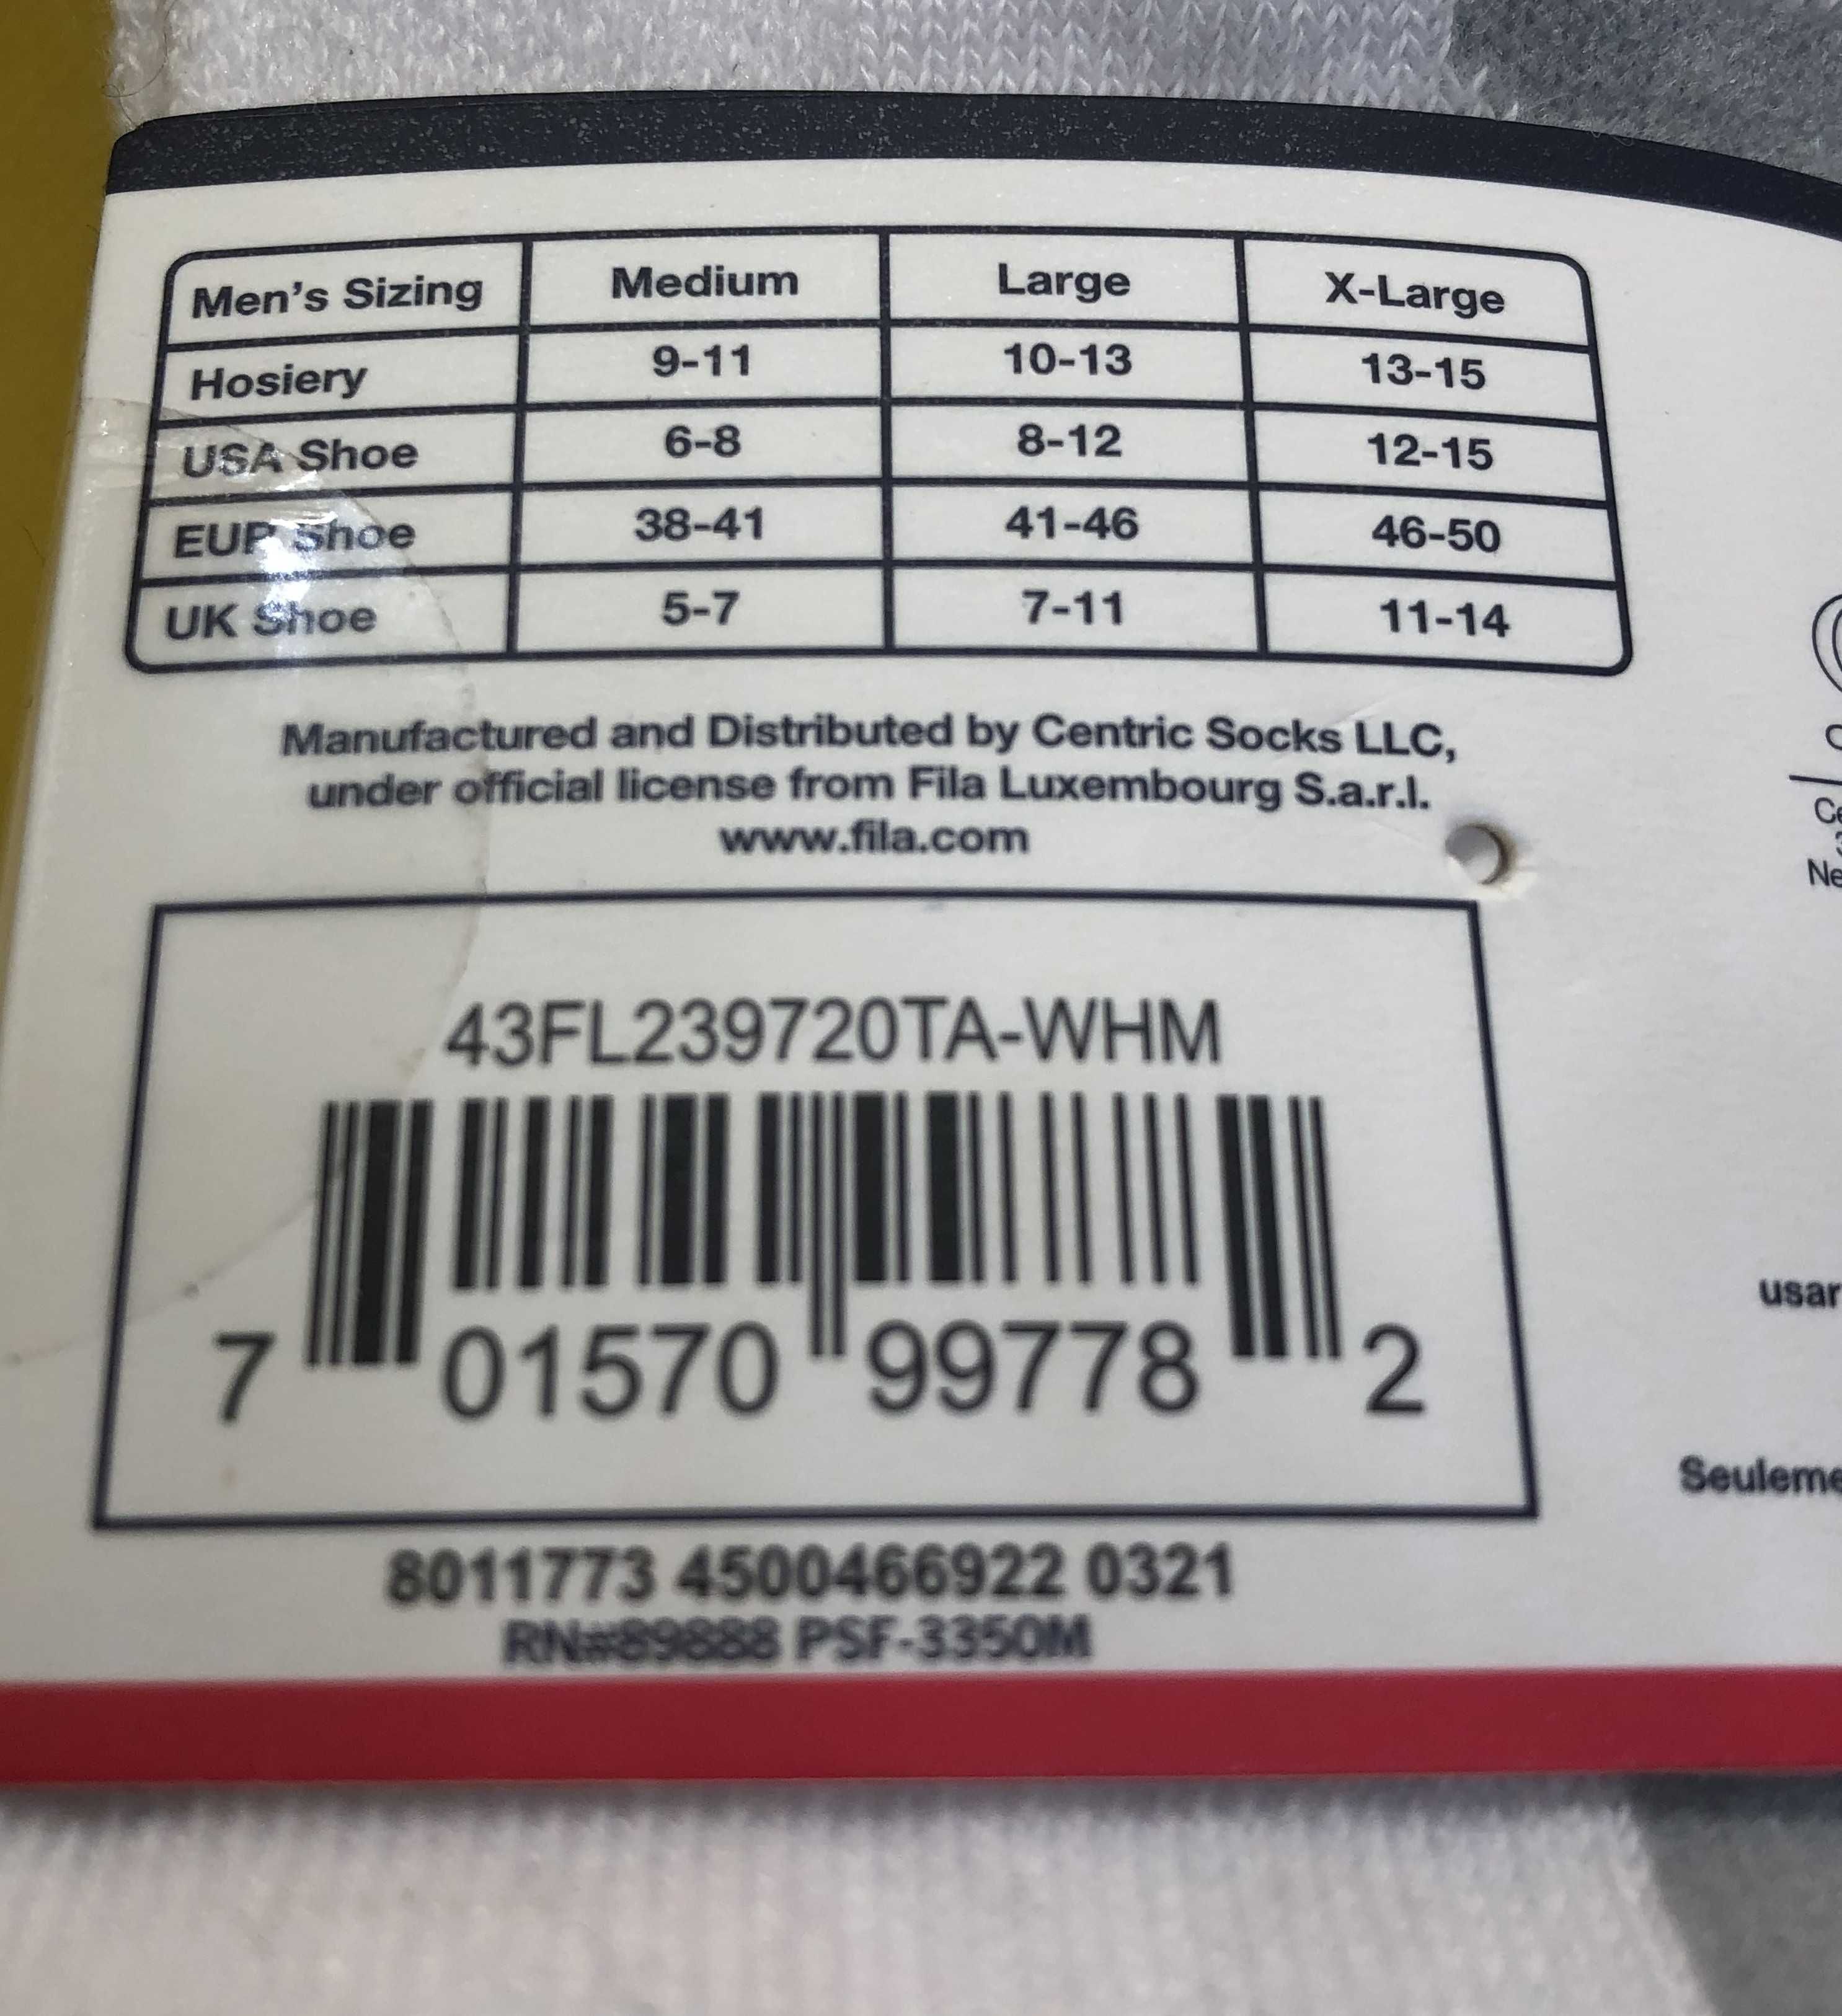 Men's Sizing Medium Large X-Large
Hosiery 9-11 10-13 13-15
USA Shoe 6-8 8-12 12-15
EUR Shoe 38-41 41-46 46-50
UK Shoe 5-7 7-11 11-14
Manufactured and Distributed by Centric Socks LLC,
under official license from Fila Luxembourg S.a.r.l.
www.fila.com
43FL239720TA-WHM
7 01570 99778 2
8011773 4500466922 0321
RN#89888 PSF-3350M
Ne
usar
Seuleme